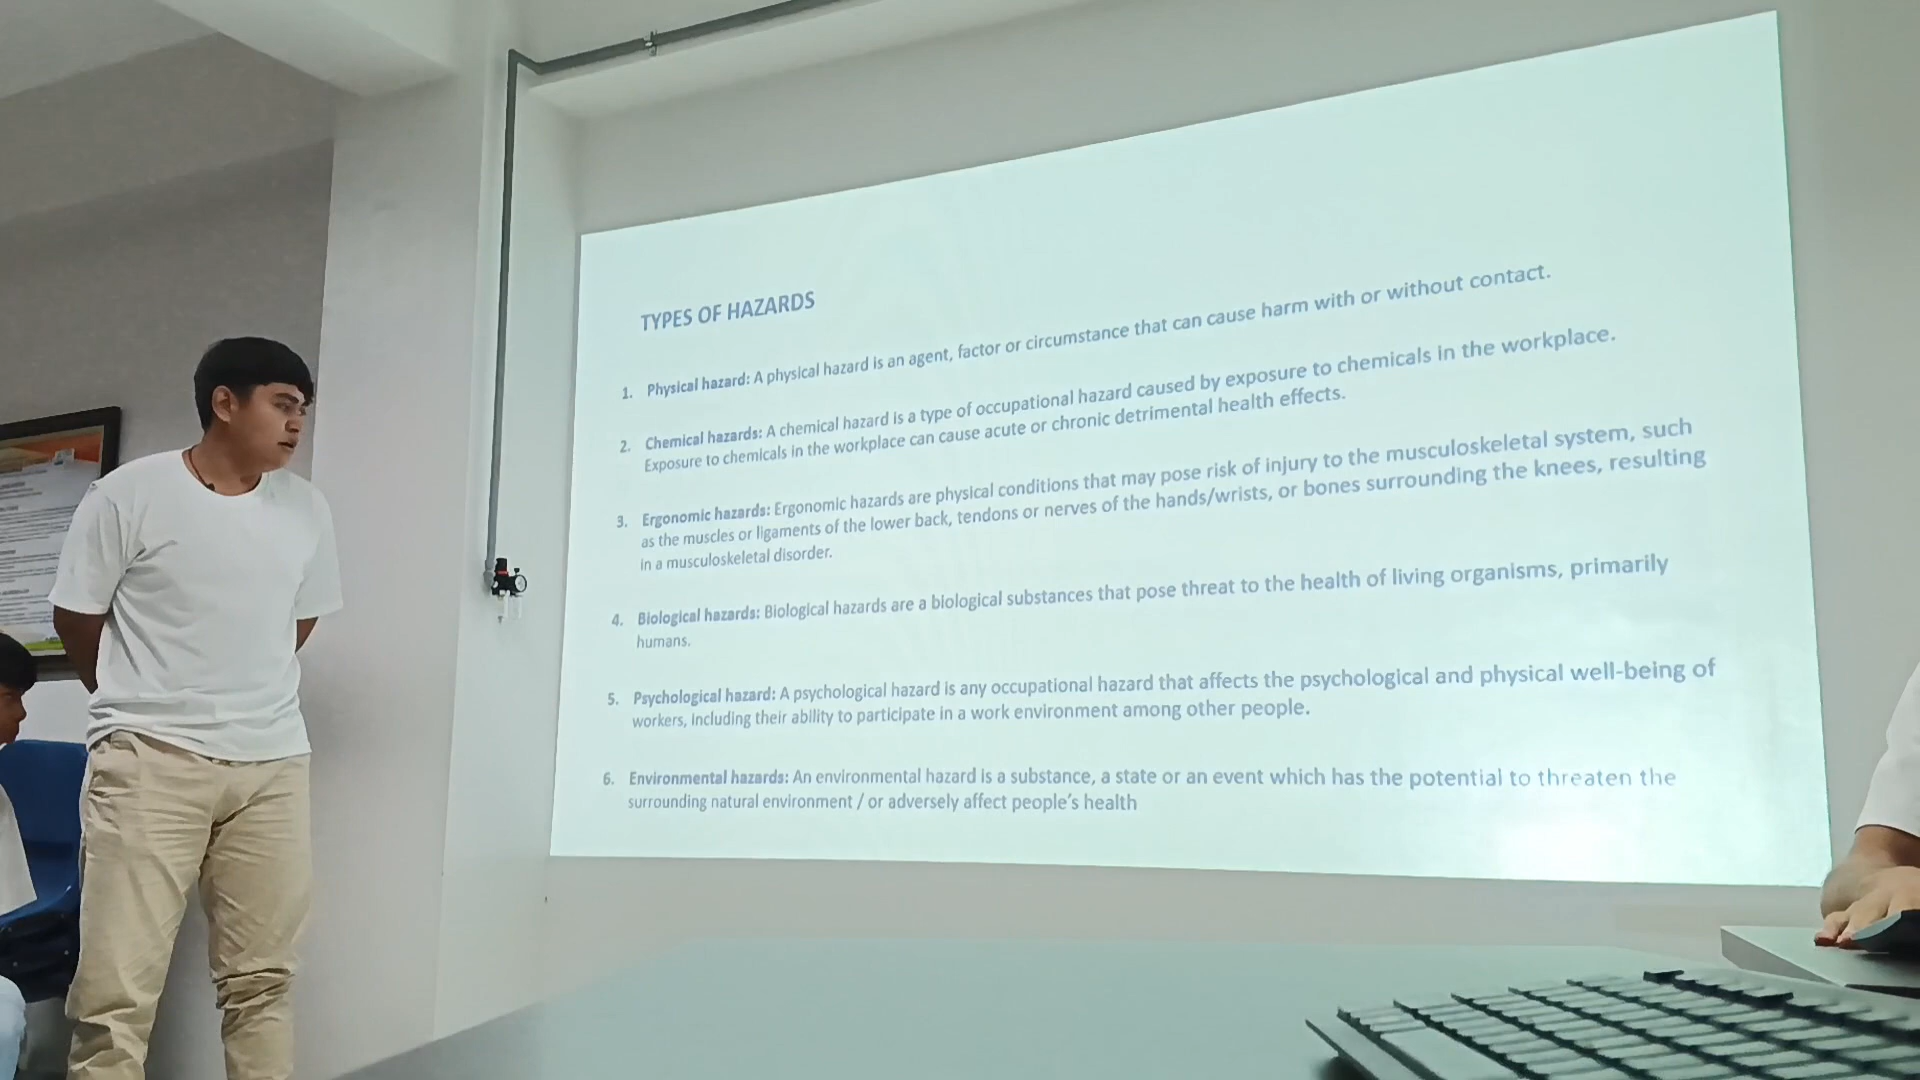 TYPES OF HAZARDS
1. Physical hazard: A physical hazard is an agent, factor or circumstance that can cause harm with or without contact.
2. Chemical hazards: A chemical hazard is a type of occupational hazard caused by exposure to chemicals in the workplace.
Exposure to chemicals in the workplace can cause acute or chronic detrimental health effects.
3. Ergonomic hazards: Ergonomic hazards are physical conditions that may pose risk of injury to the musculoskeletal system, such
as the muscles or ligaments of the lower back, tendons or nerves of the hands/wrists, or bones surrounding the knees, resulting
in a musculoskeletal disorder.
4. Biological hazards: Biological hazards are a biological substances that pose threat to the health of living organisms, primarily
humans.
5. Psychological hazard: A psychological hazard is any occupational hazard that affects the psychological and physical well-being of
workers, including their ability to participate in a work environment among other people.
6. Environmental hazards: An environmental hazard is a substance, a state or an event which has the potential to threaten the
surrounding natural environment / or adversely affect people's health